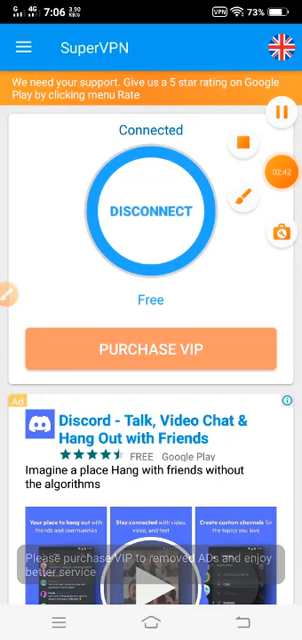 G 4G 7:06 3.90 KB/s VPN 73%
SuperVPN
We need your support. Give us a 5 star rating on Google
Play by clicking menu Rate
Connected
02:42
DISCONNECT
Free
PURCHASE VIP
Ad
Discord - Talk, Video Chat &
Hang Out with Friends
FREE Google Play
Imagine a place Hang with friends without
the algorithms
Your place to hang out
with friends and communities
Stay connected with video,
voice, and text
Create custom channels for
the topics you love
Please purchase VIP to removed ADs and enjoy
better service